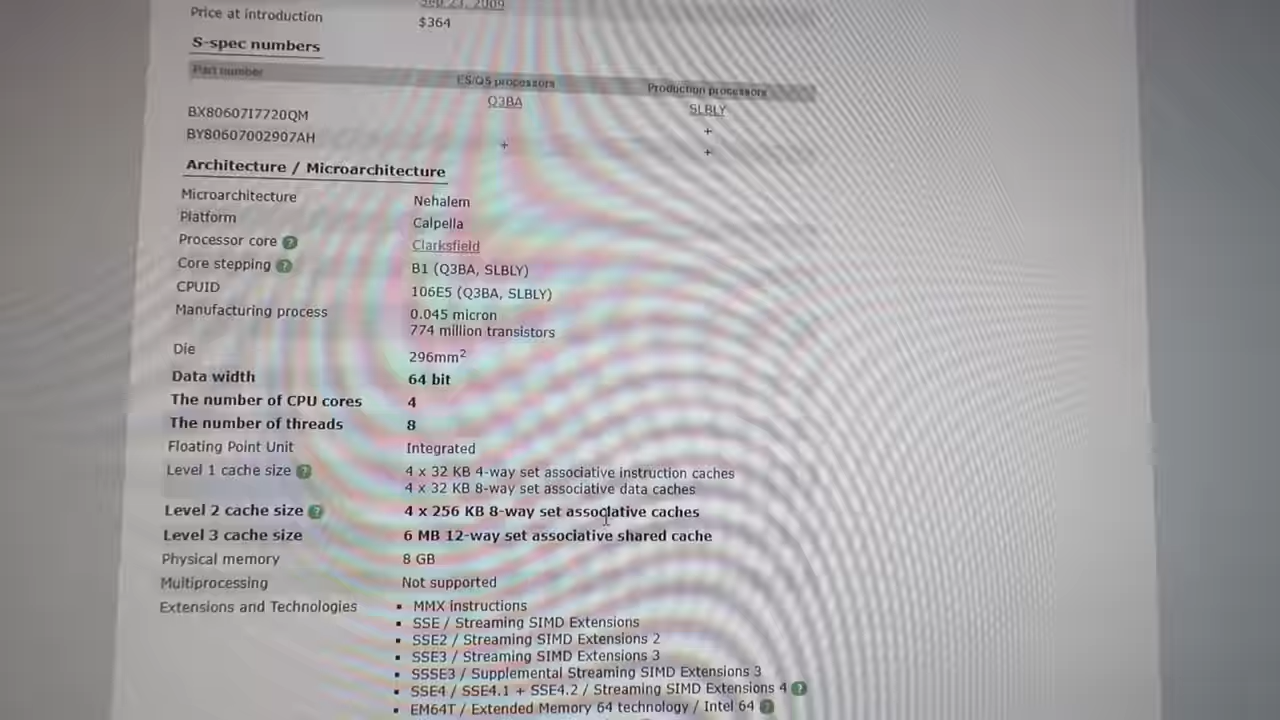 Sep 23, 2009
Price at introduction $364
S-spec numbers
Part number ES/QS processors Production processors
Q3BA SLBLY
BX80607I7720QM +
BY80607002907AH + +
Architecture / Microarchitecture
Microarchitecture Nehalem
Platform Calpella
Processor core ? Clarksfield
Core stepping ? B1 (Q3BA, SLBLY)
CPUID 106E5 (Q3BA, SLBLY)
Manufacturing process 0.045 micron
774 million transistors
Die 296mm2
Data width 64 bit
The number of CPU cores 4
The number of threads 8
Floating Point Unit Integrated
Level 1 cache size ? 4 x 32 KB 4-way set associative instruction caches
4 x 32 KB 8-way set associative data caches
Level 2 cache size ? 4 x 256 KB 8-way set associative caches
Level 3 cache size 6 MB 12-way set associative shared cache
Physical memory 8 GB
Multiprocessing Not supported
Extensions and Technologies ▪ MMX instructions
▪ SSE / Streaming SIMD Extensions
▪ SSE2 / Streaming SIMD Extensions 2
▪ SSE3 / Streaming SIMD Extensions 3
▪ SSSE3 / Supplemental Streaming SIMD Extensions 3
▪ SSE4 / SSE4.1 + SSE4.2 / Streaming SIMD Extensions 4 ?
▪ EM64T / Extended Memory 64 technology / Intel 64 ?